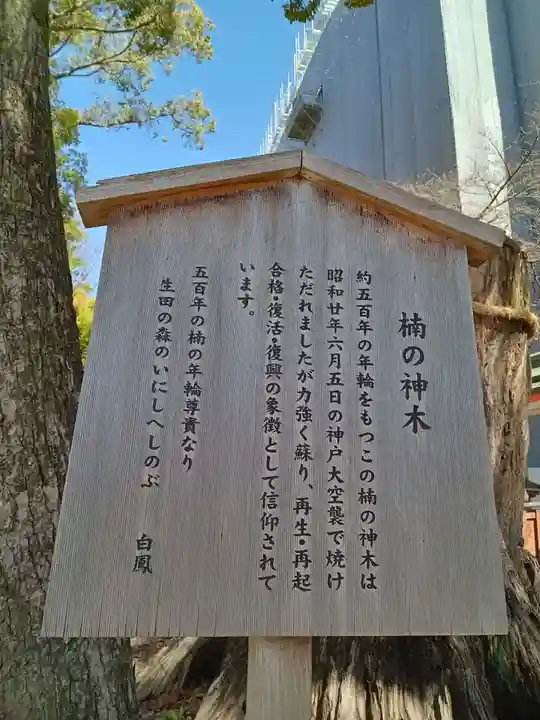 楠の神木
約五百年の年輪をもつこの楠の神木は
昭和廿年六月五日の神戸大空襲で焼け
ただれましたが力強く蘇り、再生・再起
合格・復活・復興の象徴として信仰されて
います。
五百年の楠の年輪尊貴なり
生田の森のいにしへしのぶ　白鳳